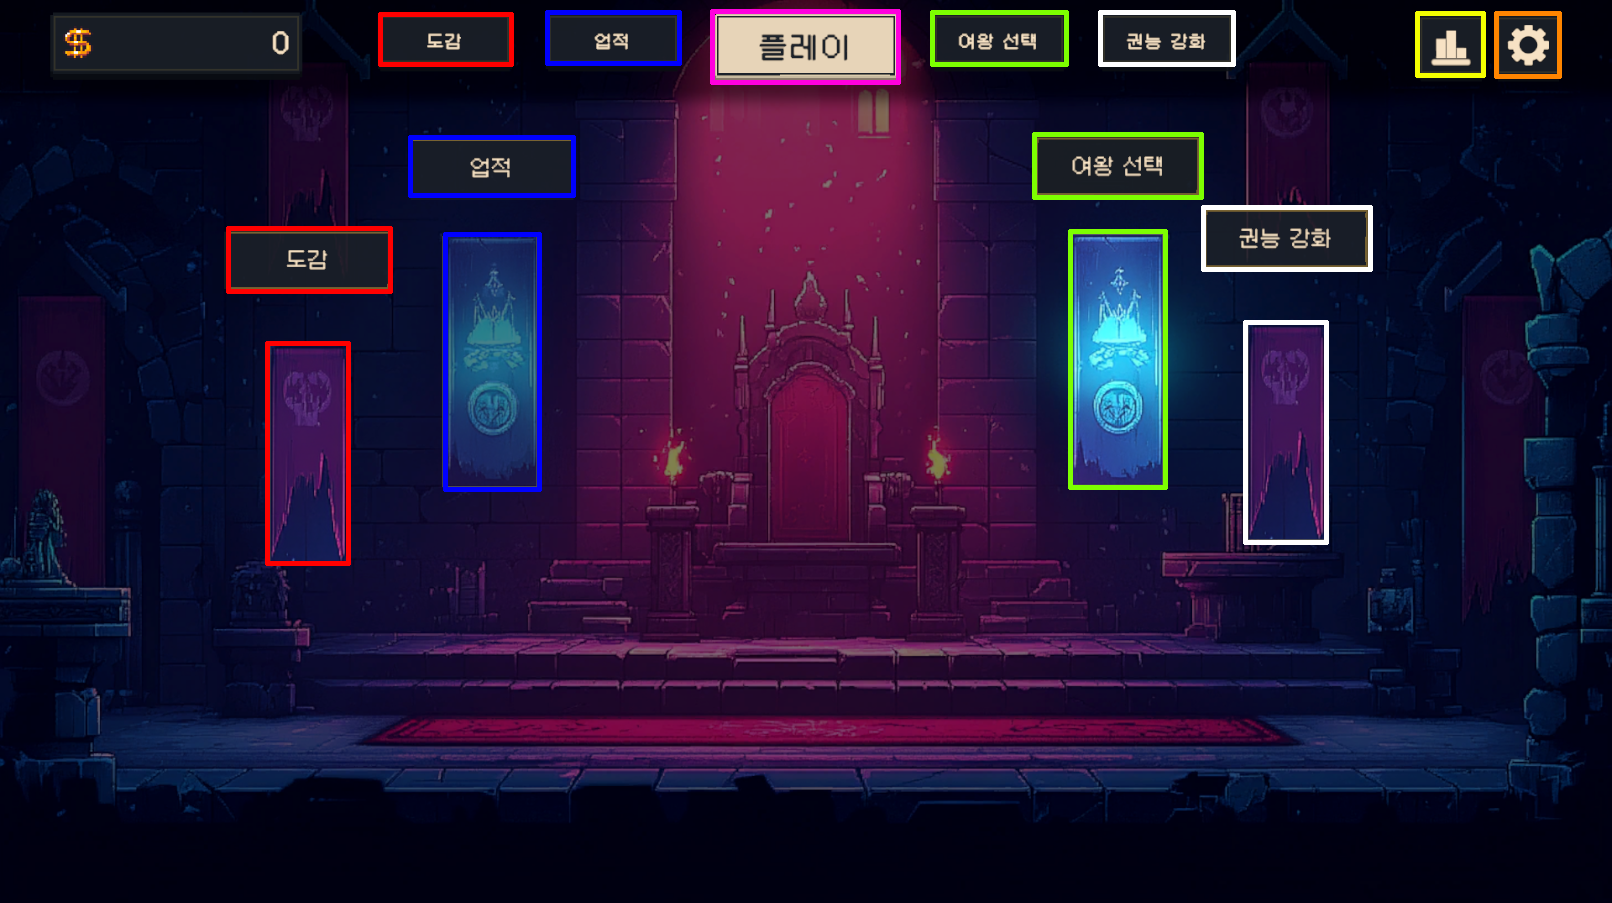 $ 0
도감
업적
플레이
여왕 선택
권능 강화
업적
여왕 선택
권능 강화
도감